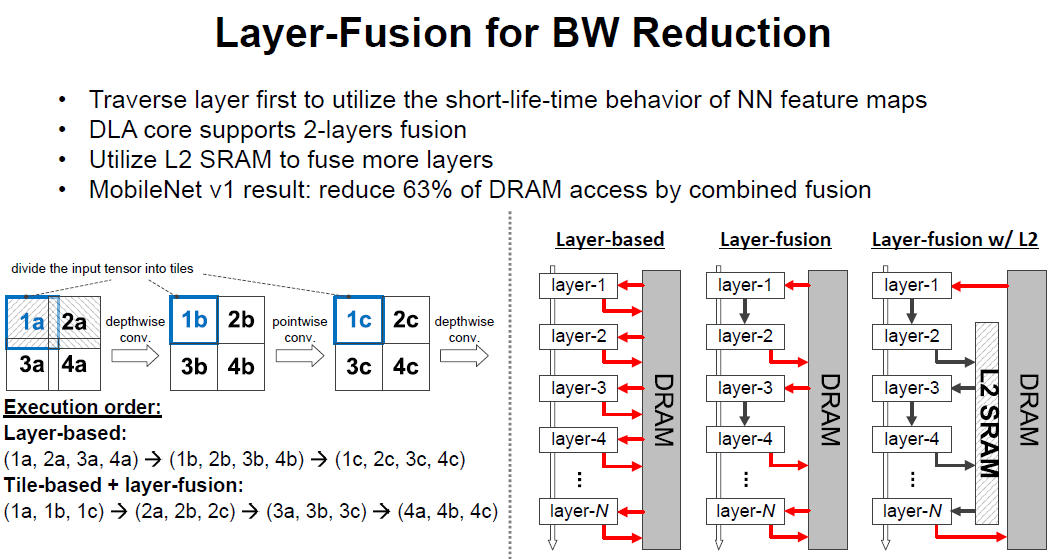 Layer-Fusion for BW Reduction
• Traverse layer first to utilize the short-life-time behavior of NN feature maps
• DLA core supports 2-layers fusion
• Utilize L2 SRAM to fuse more layers
• MobileNet v1 result: reduce 63% of DRAM access by combined fusion
divide the input tensor into tiles
1a 2a
3a 4a
depthwise
conv.
1b 2b
3b 4b
pointwise
conv.
1c 2c
3c 4c
depthwise
conv.
Execution order:
Layer-based:
(1a, 2a, 3a, 4a) → (1b, 2b, 3b, 4b) → (1c, 2c, 3c, 4c)
Tile-based + layer-fusion:
(1a, 1b, 1c) → (2a, 2b, 2c) → (3a, 3b, 3c) → (4a, 4b, 4c)
Layer-based
layer-1
layer-2
layer-3
layer-4
⋮
layer-N
DRAM
Layer-fusion
layer-1
layer-2
layer-3
layer-4
⋮
layer-N
DRAM
Layer-fusion w/ L2
layer-1
layer-2
layer-3
layer-4
⋮
layer-N
L2 SRAM
DRAM